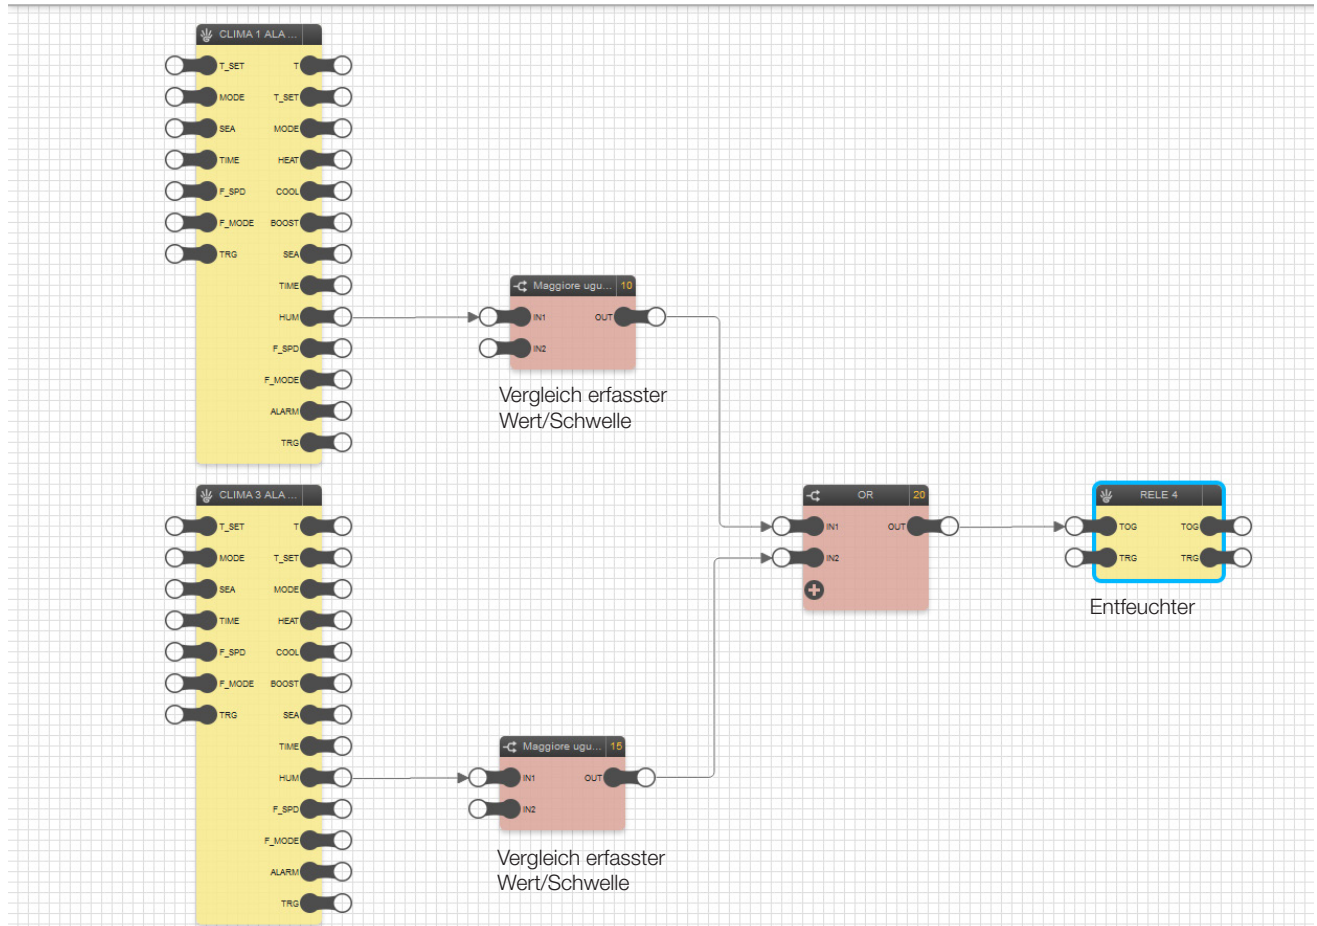 CLIMA 1 ALA ...
T_SET T
MODE T_SET
SEA MODE
TIME HEAT
F_SPD COOL
F_MODE BOOST
TRG SEA
TIME
HUM
F_SPD
F_MODE
ALARM
TRG
Maggiore ugu... 10
IN1 OUT
IN2
Vergleich erfasster
Wert/Schwelle
CLIMA 3 ALA ...
T_SET T
MODE T_SET
SEA MODE
TIME HEAT
F_SPD COOL
F_MODE BOOST
TRG SEA
TIME
HUM
F_SPD
F_MODE
ALARM
TRG
Maggiore ugu... 15
IN1 OUT
IN2
Vergleich erfasster
Wert/Schwelle
OR 20
IN1 OUT
IN2
RELE 4
TOG TOG
TRG TRG
Entfeuchter